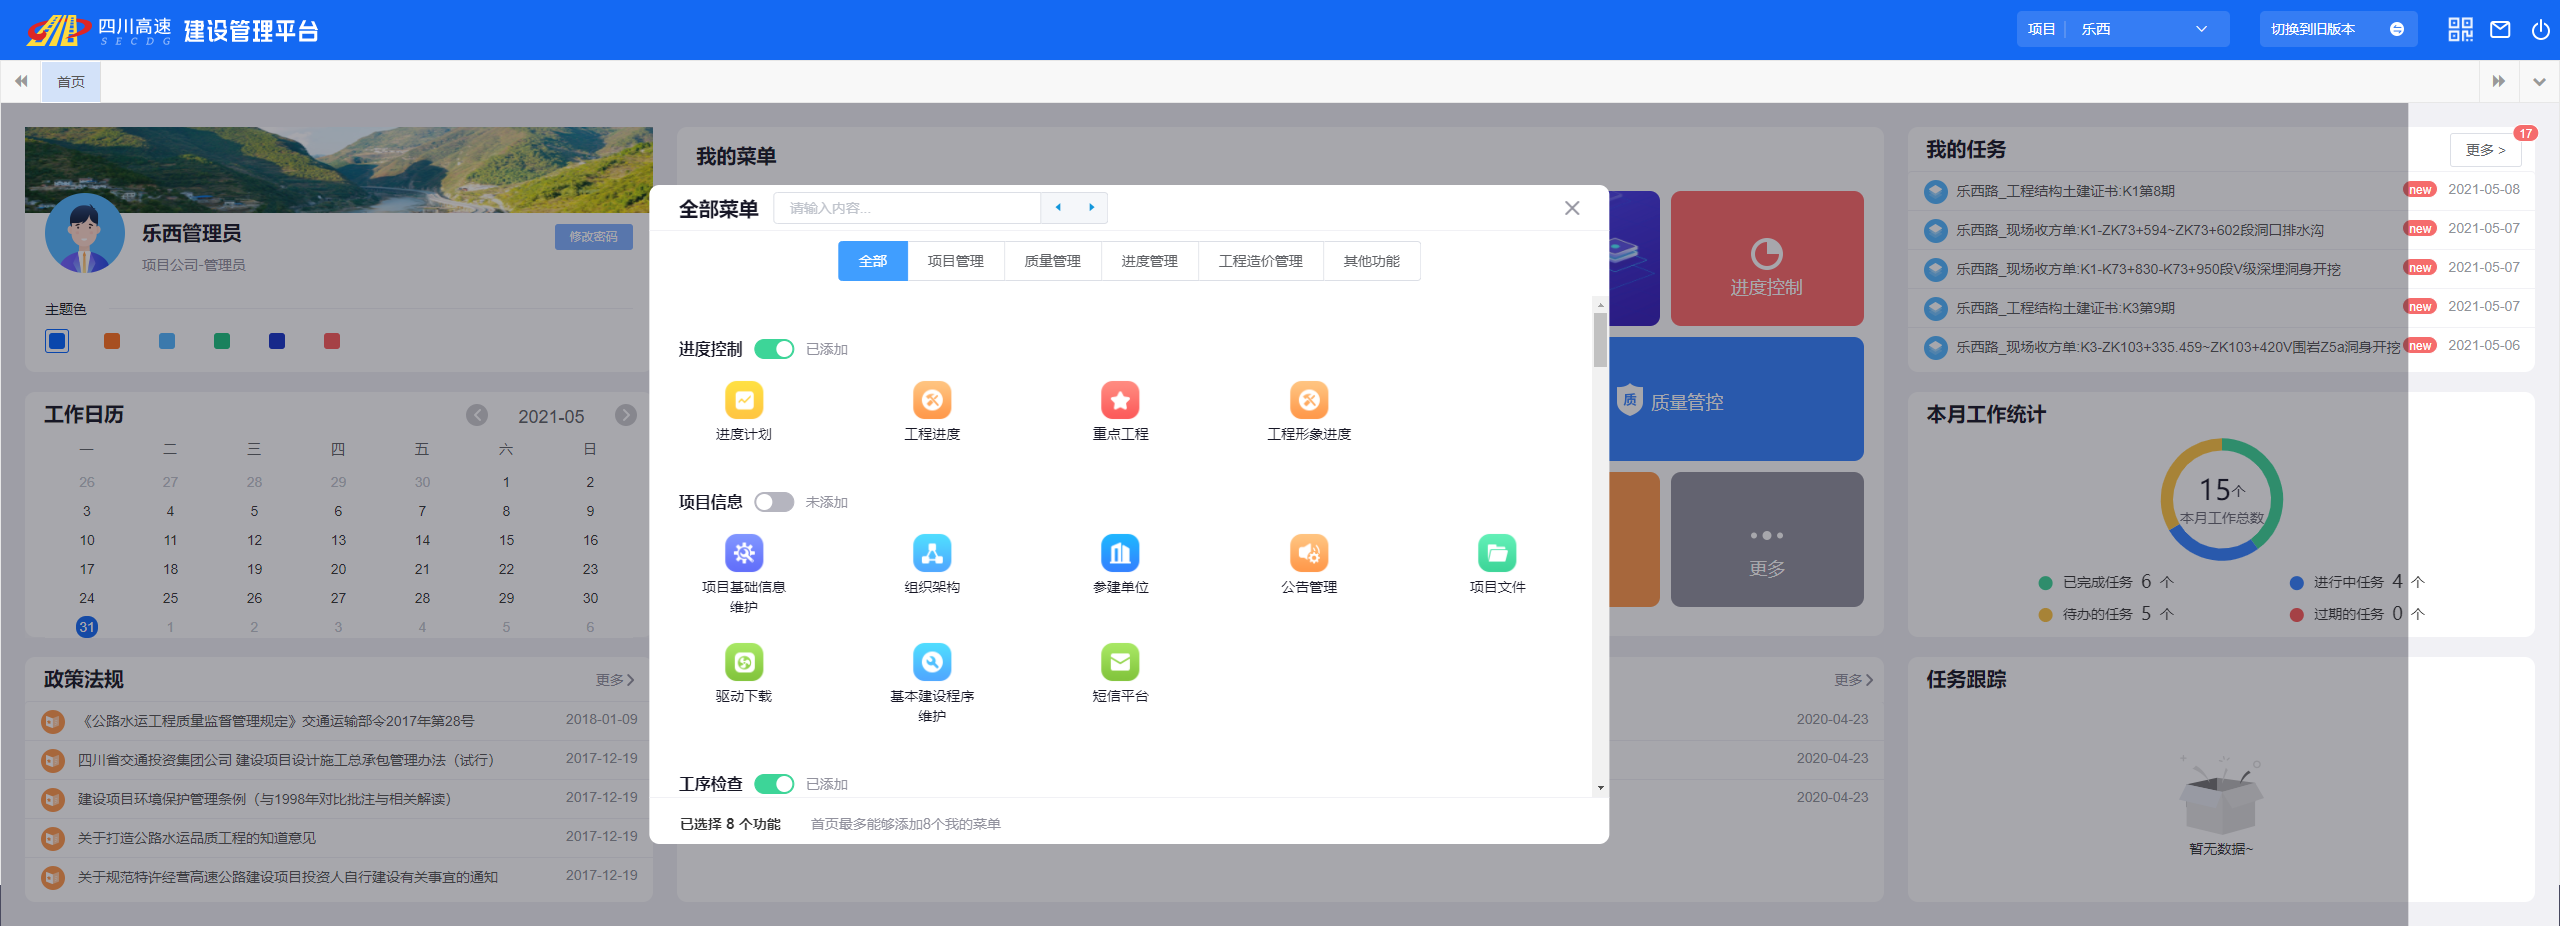 四川高速
SECDG
建设管理平台
项目 乐西
切换到旧版本
首页
乐西管理员
项目公司-管理员
修改密码
主题色
工作日历
2021-05
一 二 三 四 五 六 日
26 27 28 29 30 1 2
3 4 5 6 7 8 9
10 11 12 13 14 15 16
17 18 19 20 21 22 23
24 25 26 27 28 29 30
31 1 2 3 4 5 6
政策法规
更多
《公路水运工程质量监督管理规定》交通运输部令2017年第28号 2018-01-09
四川省交通投资集团公司 建设项目设计施工总承包管理办法（试行） 2017-12-19
建设项目环境保护管理条例（与1998年对比批注与相关解读） 2017-12-19
关于打造公路水运品质工程的知道意见 2017-12-19
关于规范特许经营高速公路建设项目投资人自行建设有关事宜的通知 2017-12-19
我的菜单
进度控制
质
质量管控
更多
更多
2020-04-23
2020-04-23
2020-04-23
全部菜单
请输入内容...
全部 项目管理 质量管理 进度管理 工程造价管理 其他功能
进度控制 已添加
进度计划 工程进度 重点工程 工程形象进度
项目信息 未添加
项目基础信息
维护
组织架构
参建单位
公告管理
项目文件
驱动下载
基本建设程序
维护
短信平台
工序检查 已添加
已选择 8 个功能 首页最多能够添加8个我的菜单
我的任务
更多 >
17
乐西路_工程结构土建证书:K1第8期 new 2021-05-08
乐西路_现场收方单:K1-ZK73+594~ZK73+602段洞口排水沟 new 2021-05-07
乐西路_现场收方单:K1-K73+830-K73+950段V级深埋洞身开挖 new 2021-05-07
乐西路_工程结构土建证书:K3第9期 new 2021-05-07
乐西路_现场收方单:K3-ZK103+335.459~ZK103+420V围岩Z5a洞身开挖 new 2021-05-06
本月工作统计
15个
本月工作总数
已完成任务 6 个 进行中任务 4 个
待办的任务 5 个 过期的任务 0 个
任务跟踪
暂无数据~